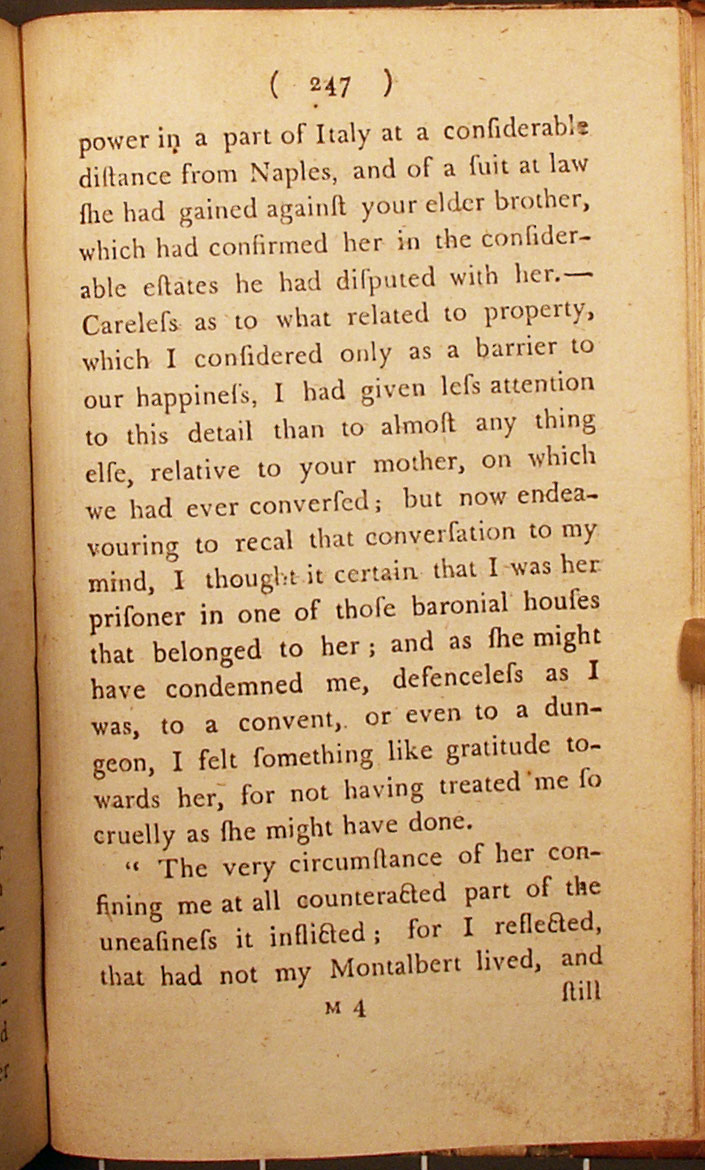 ( 247 )
power in a part of Italy at a conſiderable
diſtance from Naples, and of a ſuit at law
ſhe had gained againſt your elder brother,
which had confirmed her in the conſider-
able eſtates he had diſputed with her.—
Careleſs as to what related to property,
which I conſidered only as a barrier to
our happineſs, I had given leſs attention
to this detail than to almoſt any thing
elſe, relative to your mother, on which
we had ever converſed; but now endea-
vouring to recal that converſation to my
mind, I thought it certain that I was her
priſoner in one of thoſe baronial houſes
that belonged to her; and as ſhe might
have condemned me, defenceleſs as I
was, to a convent, or even to a dun-
geon, I felt ſomething like gratitude to-
wards her, for not having treated me ſo
cruelly as ſhe might have done.
“ The very circumſtance of her con-
fining me at all counteracted part of the
uneaſineſs it inflicted; for I reflected,
that had not my Montalbert lived, and
M 4
ſtill